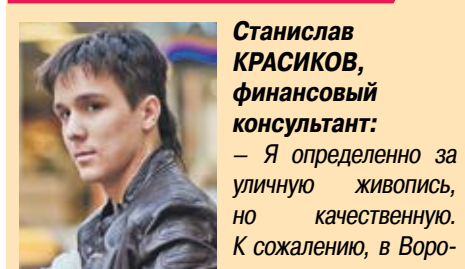 Станислав
КРАСИКОВ,
финансовый
консультант:
– Я определенно за
уличную живопись,
но качественную.
К сожалению, в Воро-